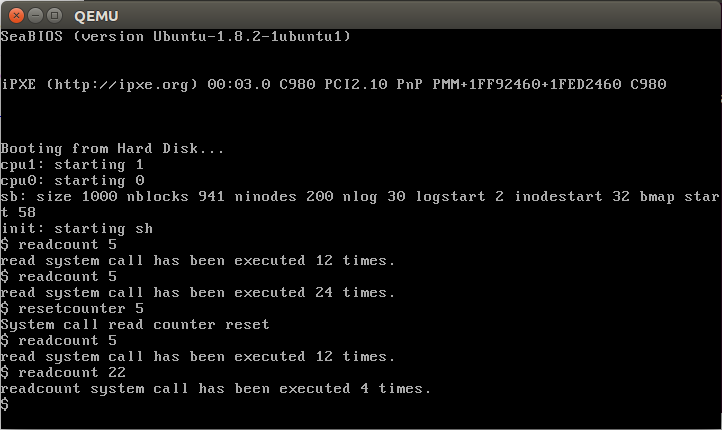 QEMU
SeaBIOS (version Ubuntu-1.8.2-1ubuntu1)
iPXE (http://ipxe.org) 00:03.0 C980 PCI2.10 PnP PMM+1FF92460+1FED2460 C980
Booting from Hard Disk...
cpu1: starting 1
cpu0: starting 0
sb: size 1000 nblocks 941 ninodes 200 nlog 30 logstart 2 inodestart 32 bmap star
t 58
init: starting sh
$ readcount 5
read system call has been executed 12 times.
$ readcount 5
read system call has been executed 24 times.
$ resetcounter 5
System call read counter reset
$ readcount 5
read system call has been executed 12 times.
$ readcount 22
readcount system call has been executed 4 times.
$